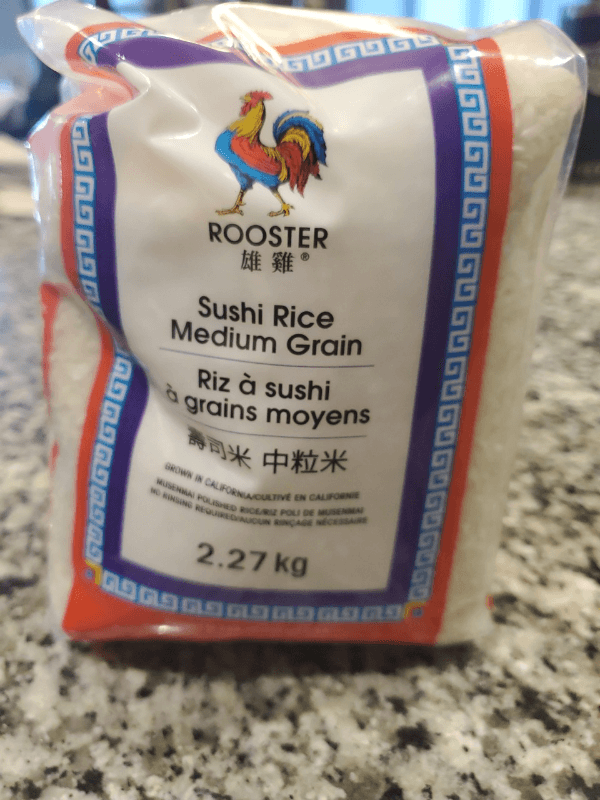 ROOSTER
雄雞®
Sushi Rice
Medium Grain
Riz à sushi
à grains moyens
壽司米 中粒米
GROWN IN CALIFORNIA/CULTIVÉ EN CALIFORNIE
MUSENMAI POLISHED RICE/RIZ POLI DE MUSENMAI
NO RINSING REQUIRED/AUCUN RINÇAGE NÉCESSAIRE
2.27 kg